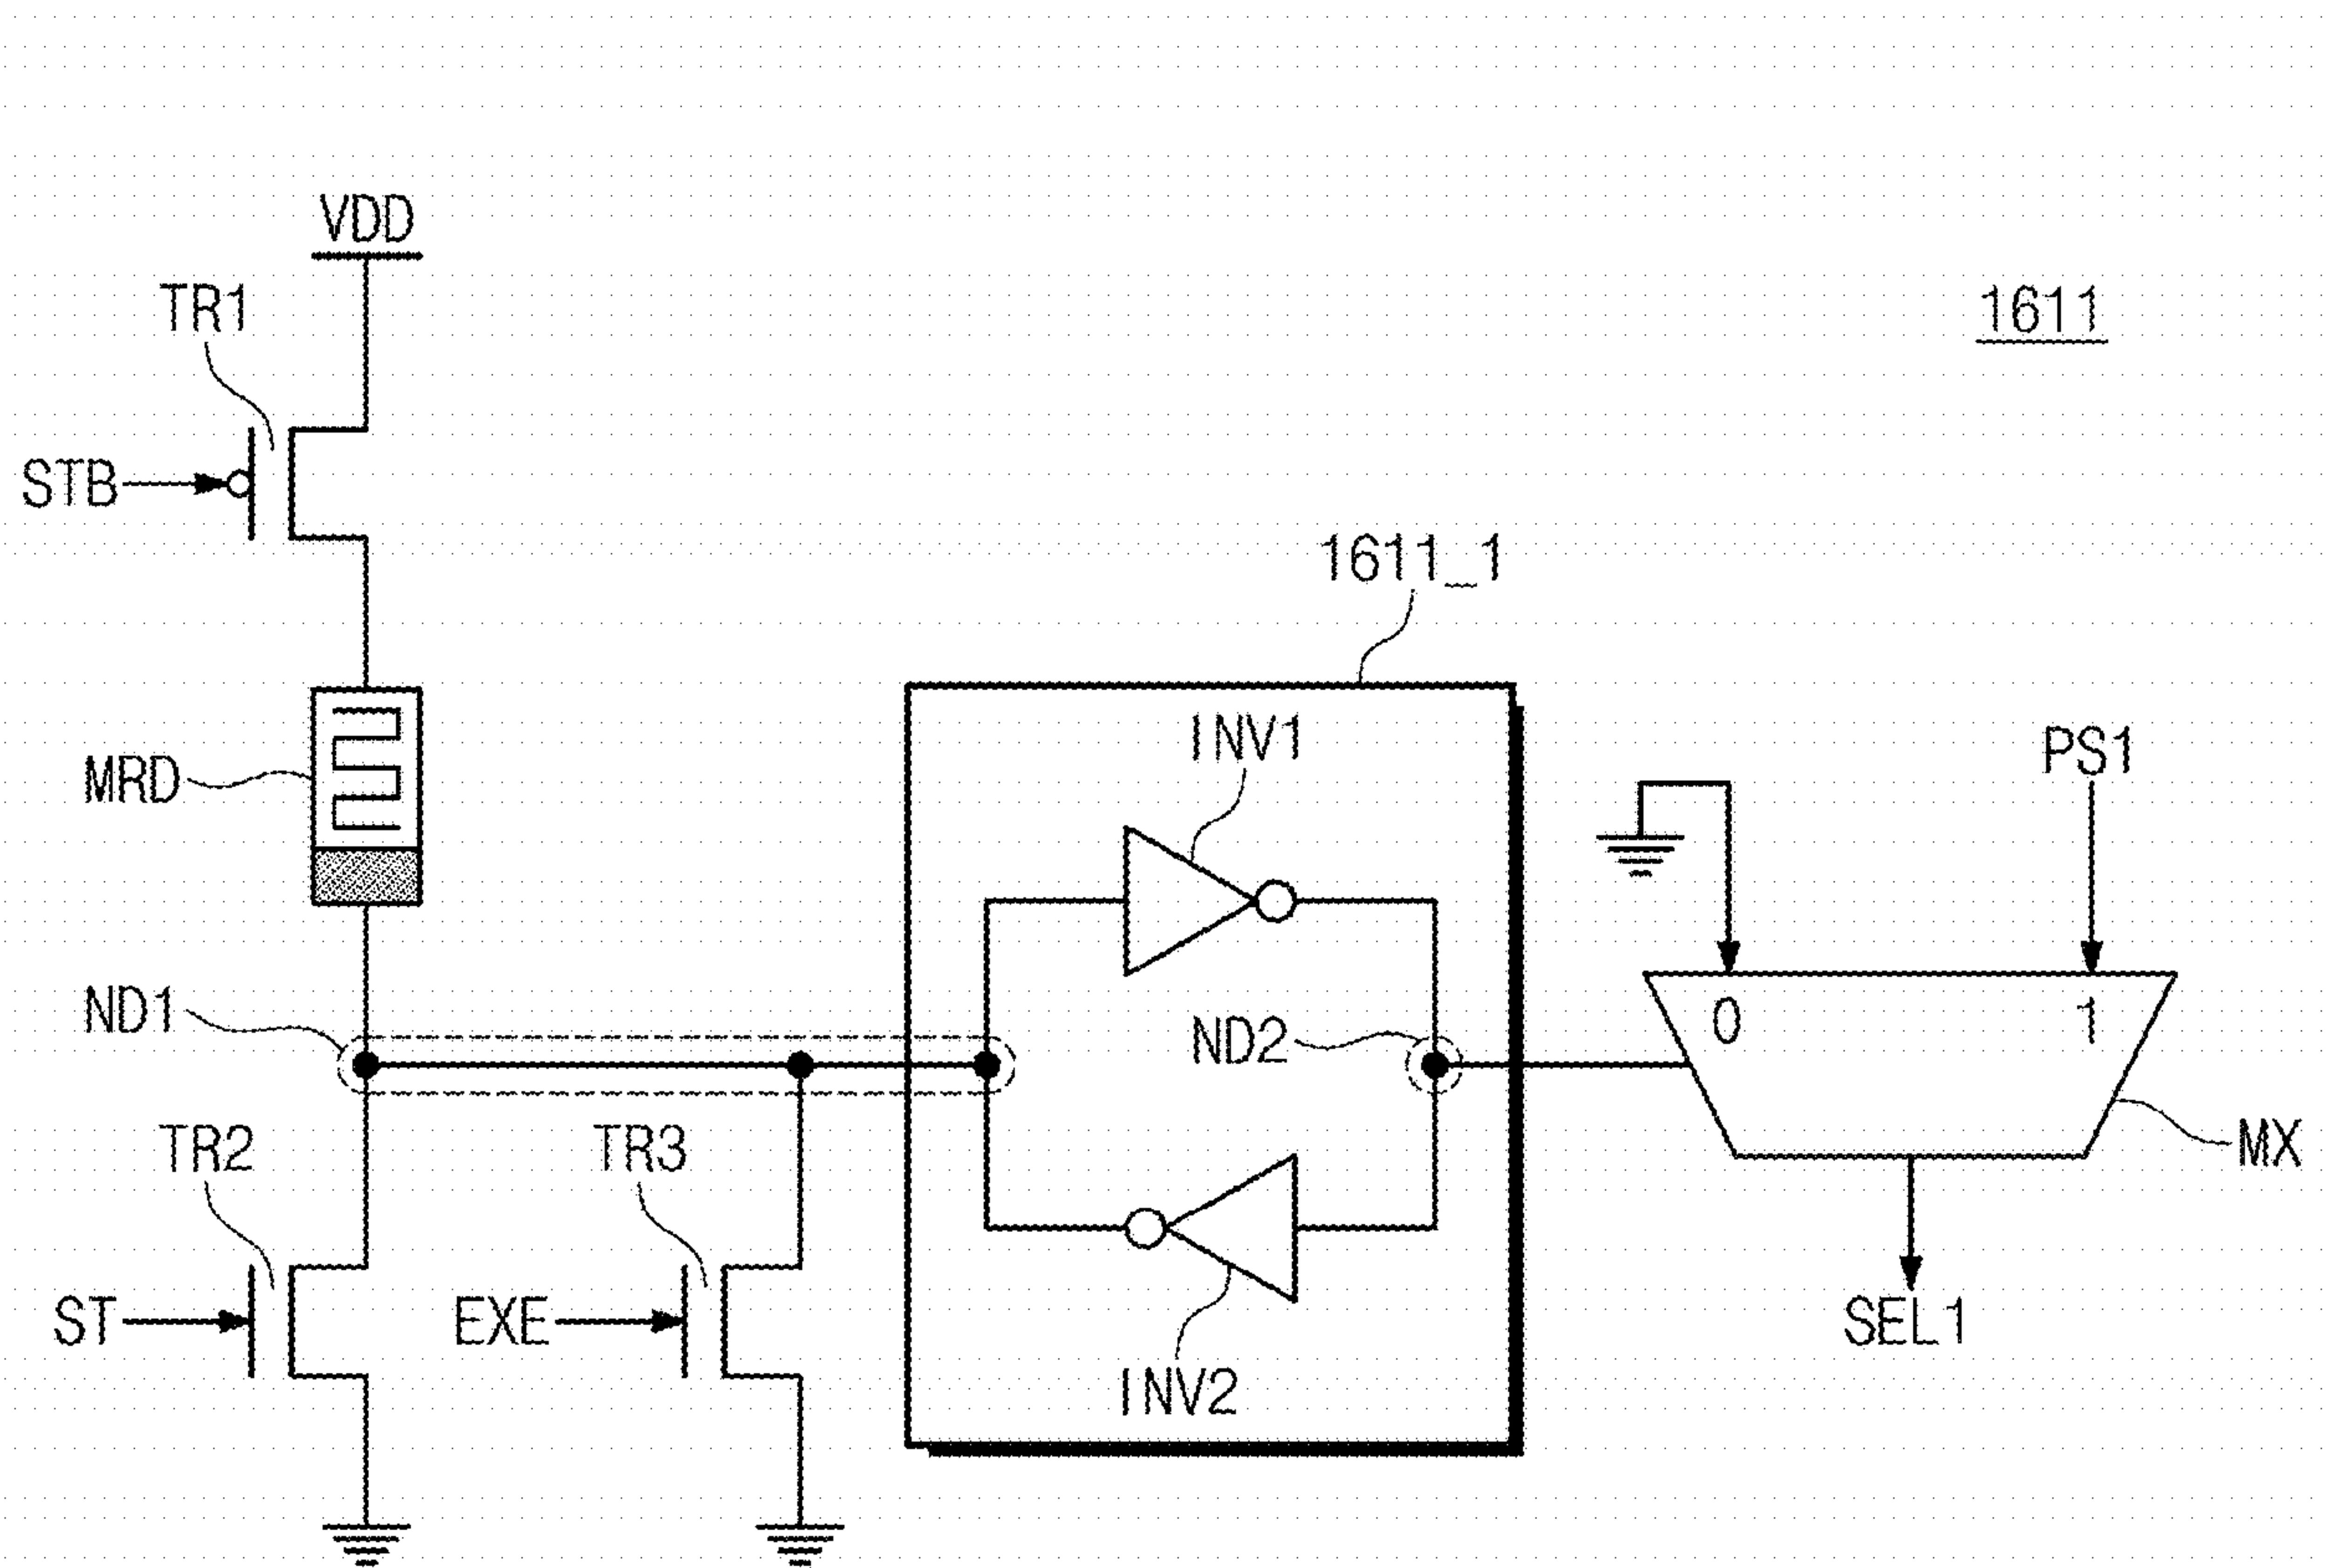 VDD
TR1
1611
STB
1611_1
INV1
PS1
MRD
ND1
0
1
ND2
TR2
TR3
MX
ST
EXE
SEL1
INV2